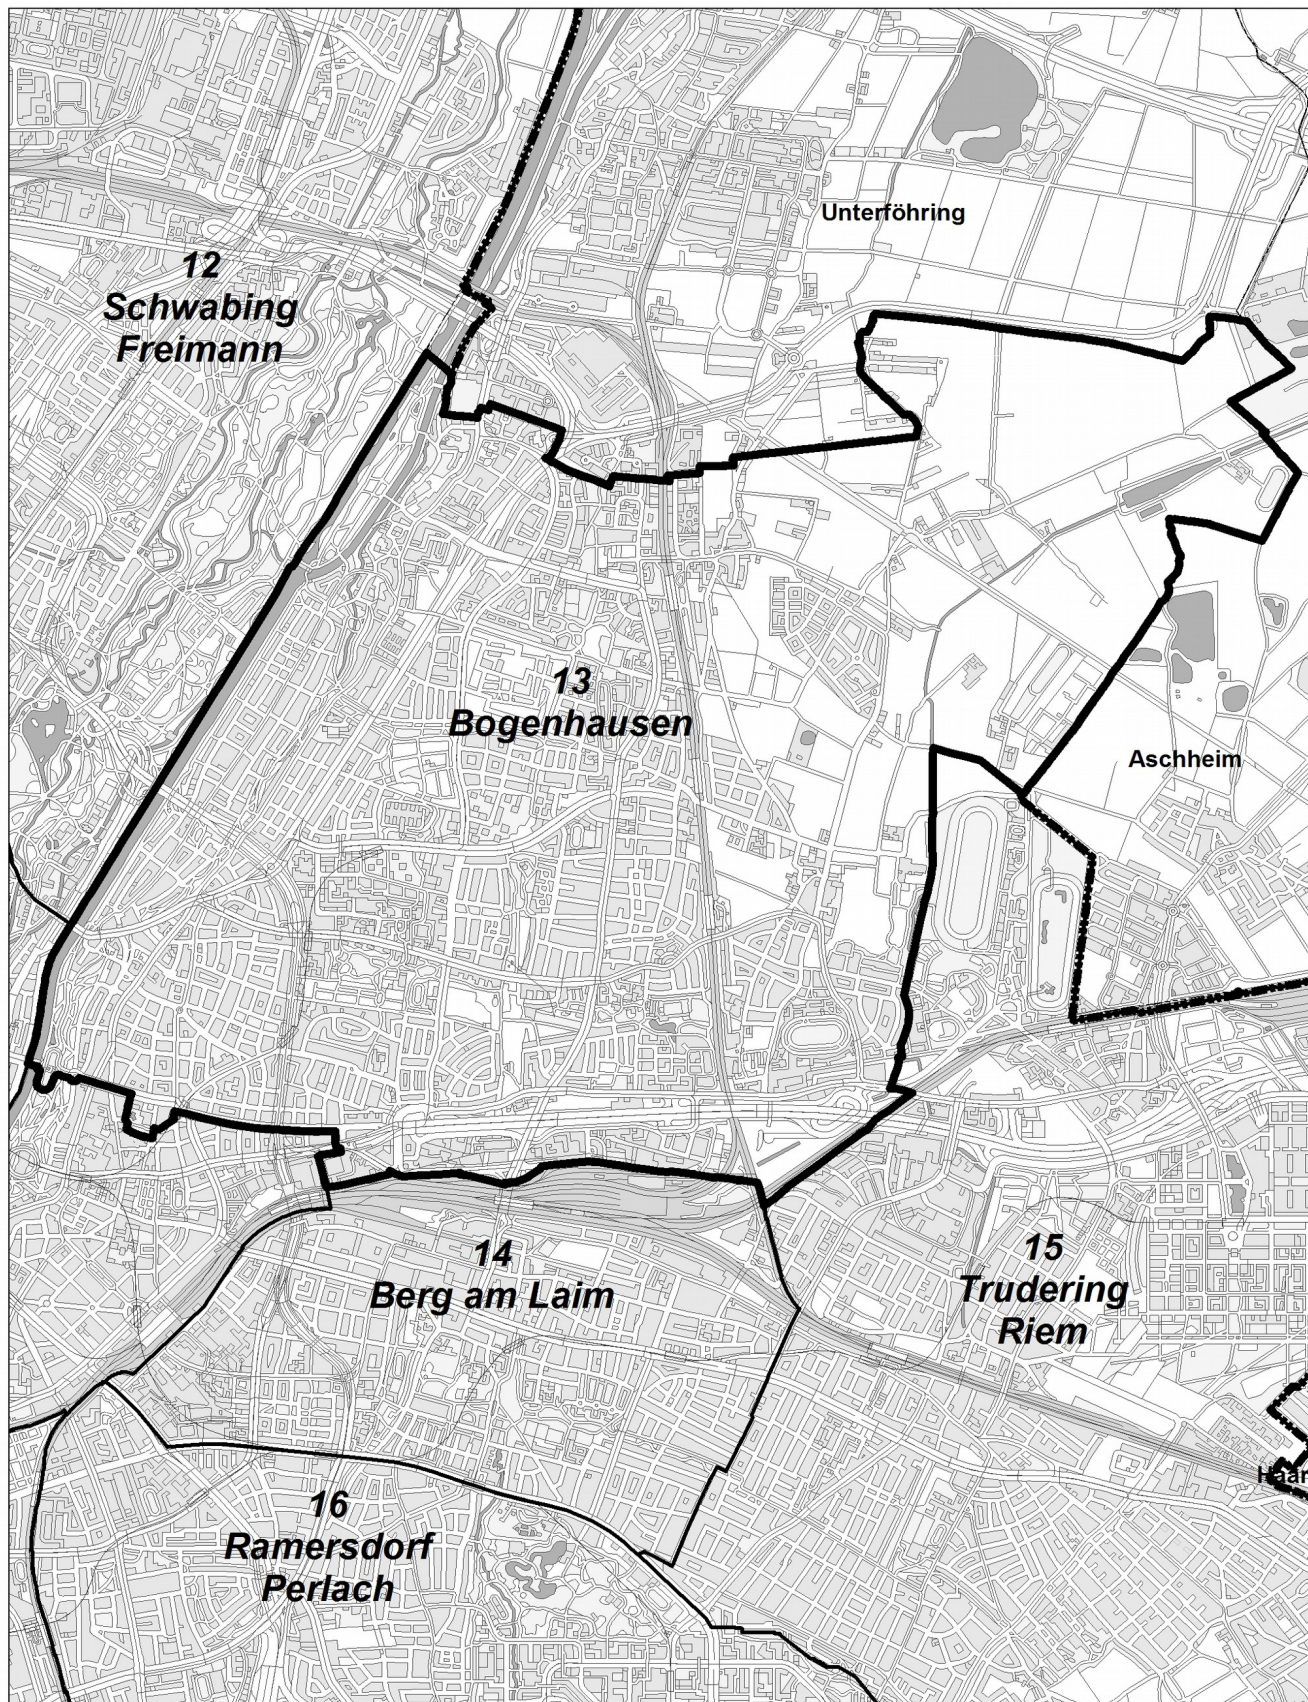 Unterföhring
12
Schwabing
Freimann
13
Bogenhausen
Aschheim
14
Berg am Laim
15
Trudering
Riem
16
Ramersdorf
Perlach